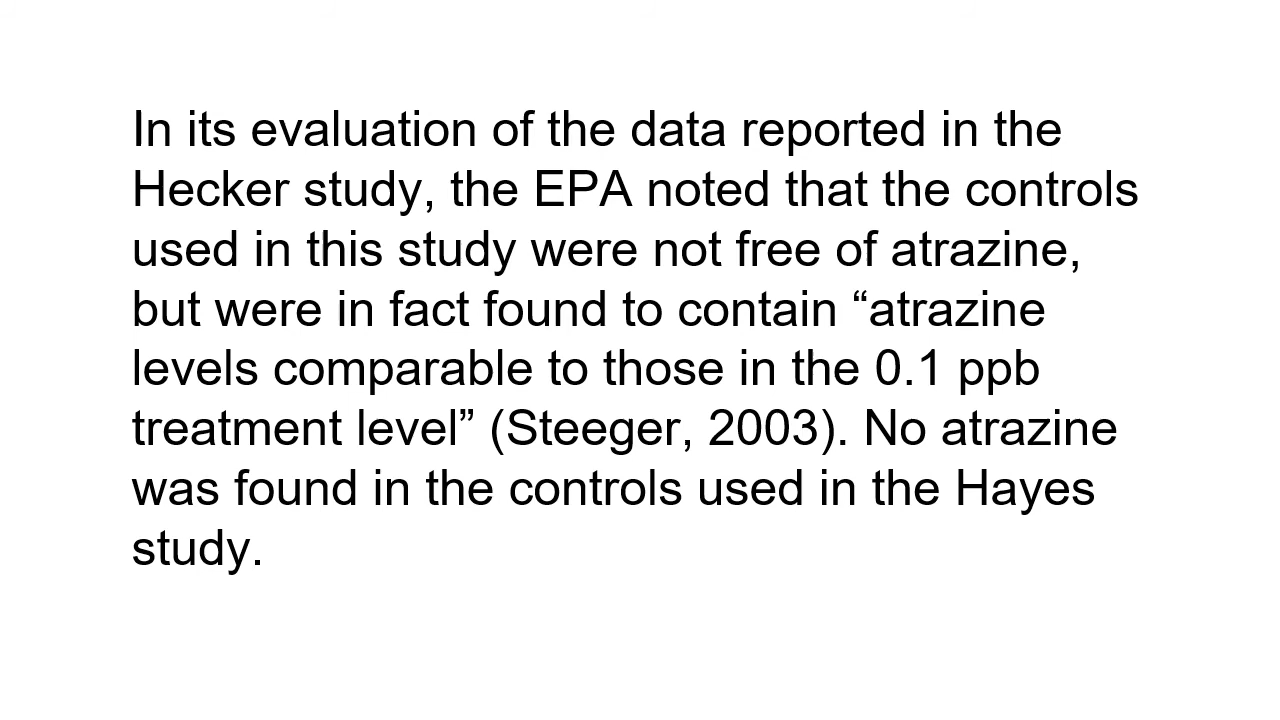 In its evaluation of the data reported in the
Hecker study, the EPA noted that the controls
used in this study were not free of atrazine,
but were in fact found to contain “atrazine
levels comparable to those in the 0.1 ppb
treatment level” (Steeger, 2003). No atrazine
was found in the controls used in the Hayes
study.